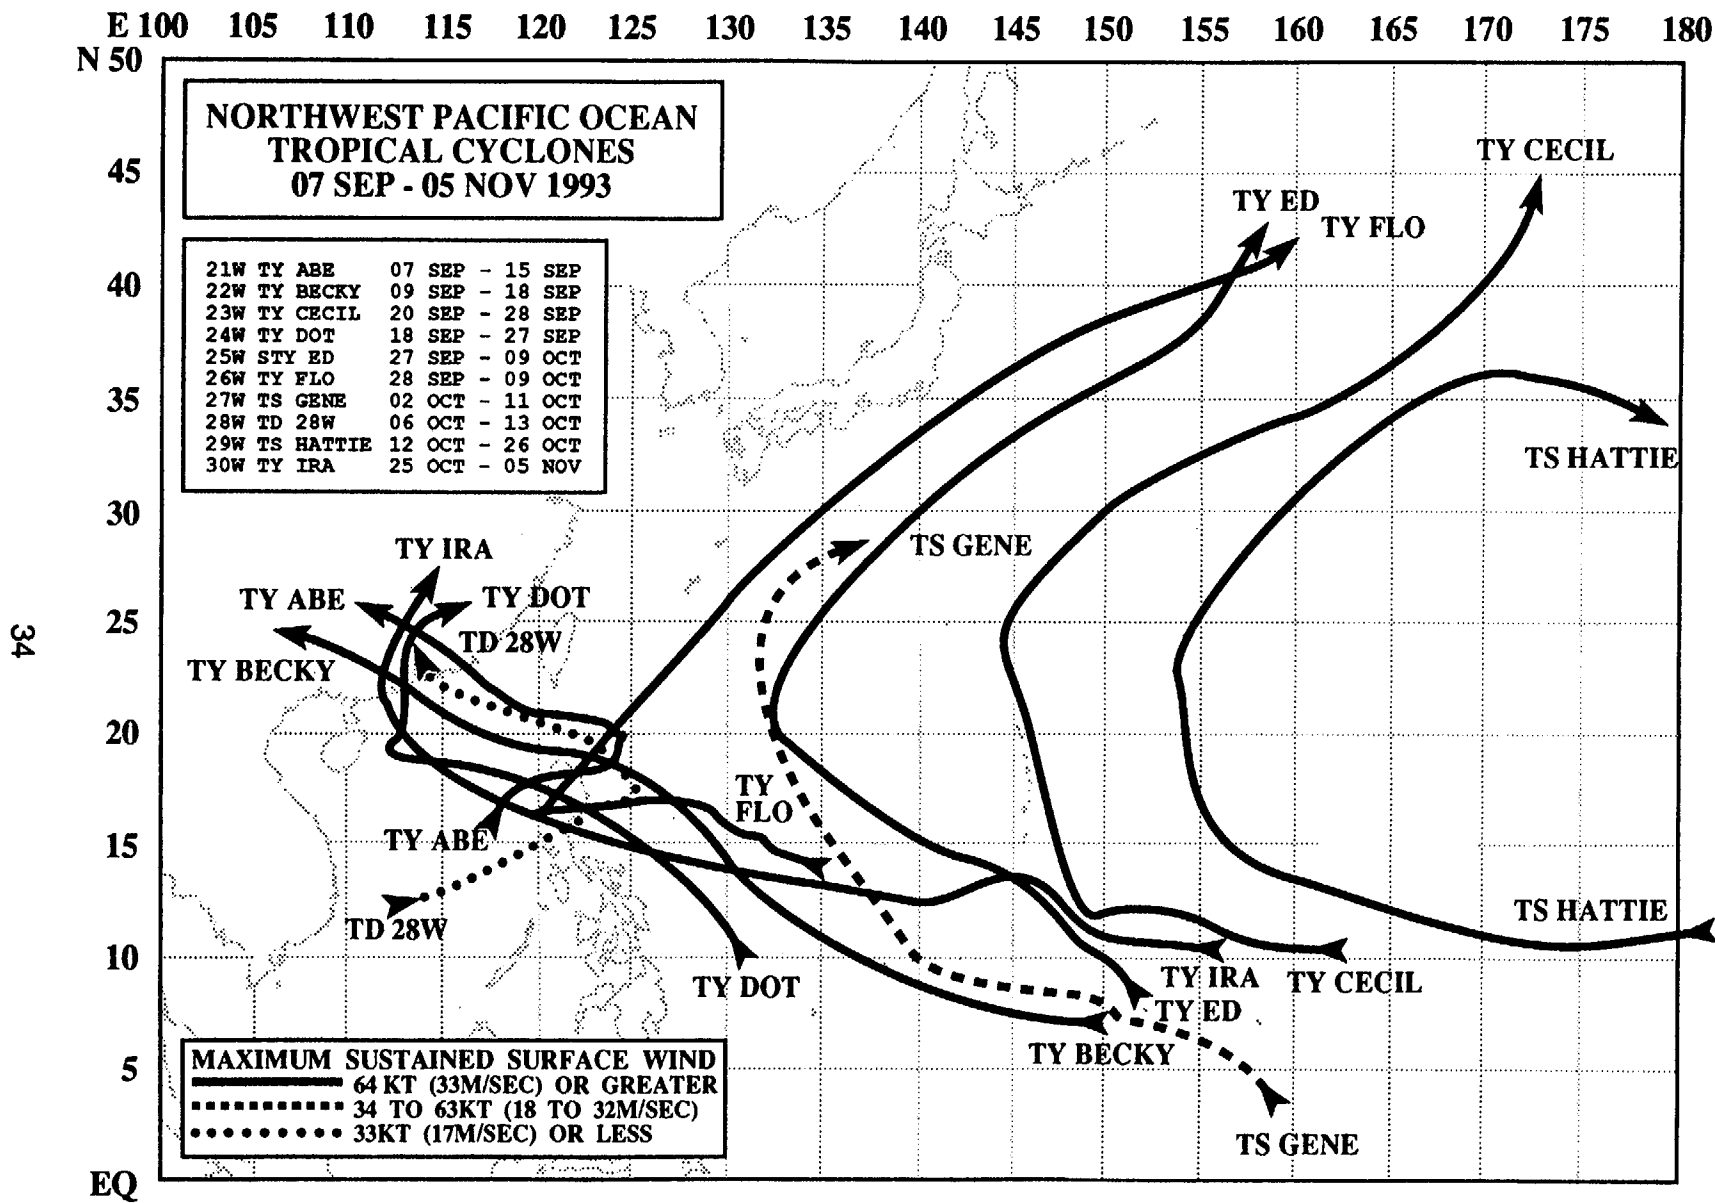 E 100 105 110 115 120 125 130 135 140 145 150 155 160 165 170 175 180
N 50
NORTHWEST PACIFIC OCEAN
TROPICAL CYCLONES
07 SEP - 05 NOV 1993
TY CECIL
45
TY ED
TY FLO
21W TY ABE 07 SEP - 15 SEP
22W TY BECKY 09 SEP - 18 SEP
23W TY CECIL 20 SEP - 28 SEP
24W TY DOT 18 SEP - 27 SEP
25W STY ED 27 SEP - 09 OCT
26W TY FLO 28 SEP - 09 OCT
27W TS GENE 02 OCT - 11 OCT
28W TD 28W 06 OCT - 13 OCT
29W TS HATTIE 12 OCT - 26 OCT
30W TY IRA 25 OCT - 05 NOV
40
35
TS HATTIE
30
TY IRA
TS GENE
TY ABE
TY DOT
25
TD 28W
34
TY BECKY
20
TY
FLO
15
TY ABE
TD 28W
TS HATTIE
10
TY DOT
TY IRA
TY CECIL
TY ED
TY BECKY
5
MAXIMUM SUSTAINED SURFACE WIND
64 KT (33M/SEC) OR GREATER
34 TO 63KT (18 TO 32M/SEC)
33KT (17M/SEC) OR LESS
TS GENE
EQ